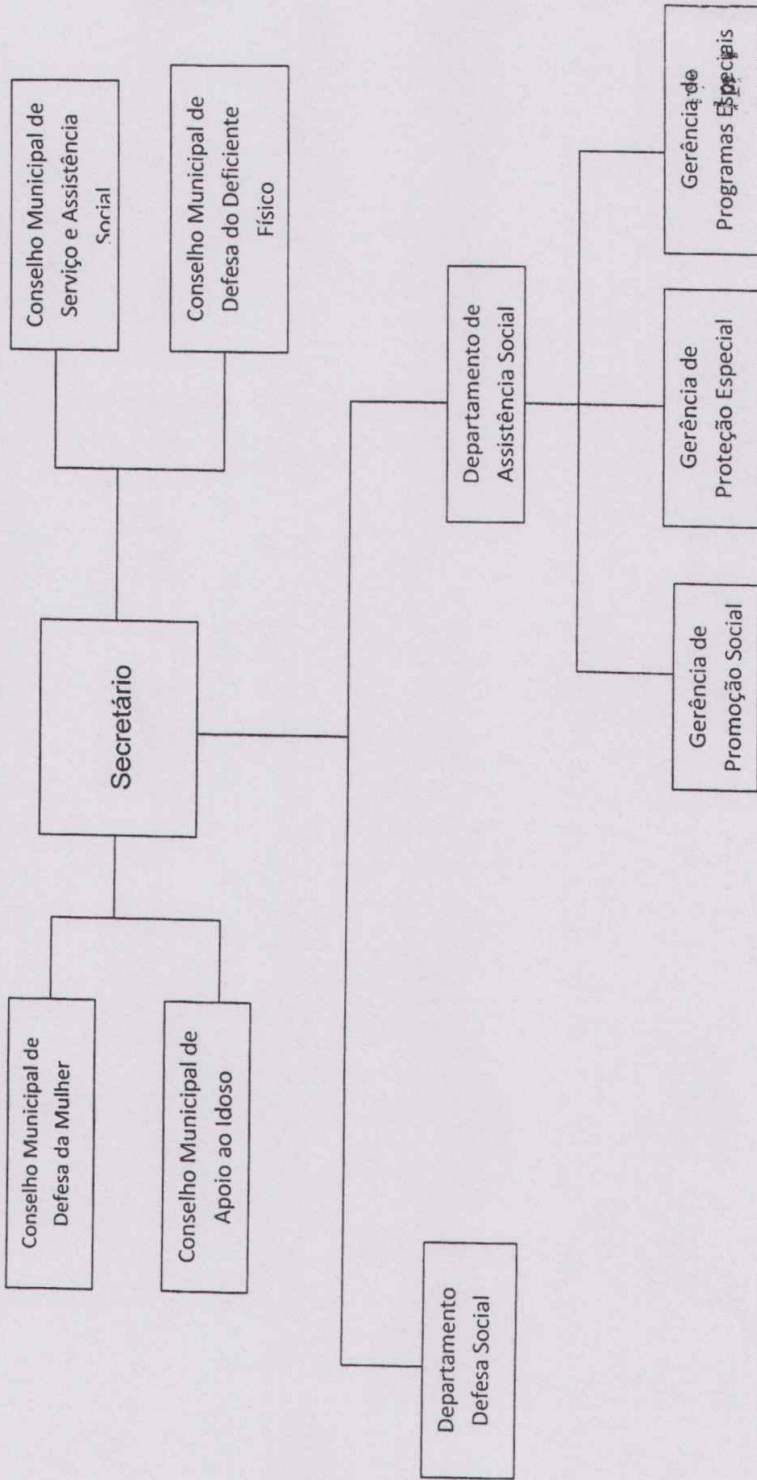 Conselho Municipal de
Defesa da Mulher
Conselho Municipal de
Apoio ao Idoso
Secretário
Conselho Municipal de
Serviço e Assistência
Social
Conselho Municipal de
Defesa do Deficiente
Físico
Departamento
Defesa Social
Departamento de
Assistência Social
Gerência de
Promoção Social
Gerência de
Proteção Especial
Gerência de
Programas Especiais